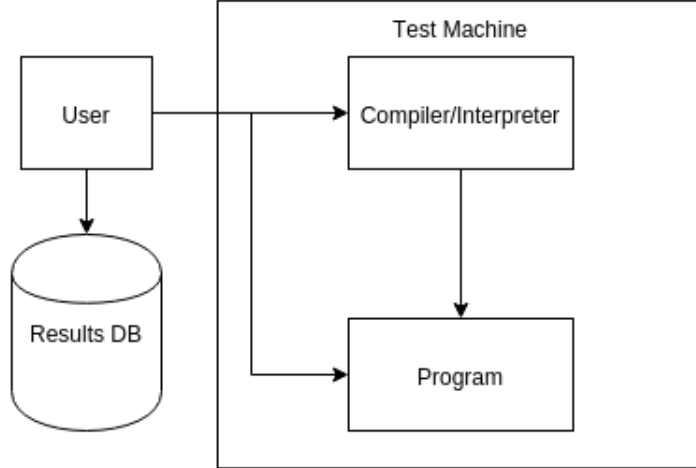 Test Machine
User
Compiler/Interpreter
Results DB
Program